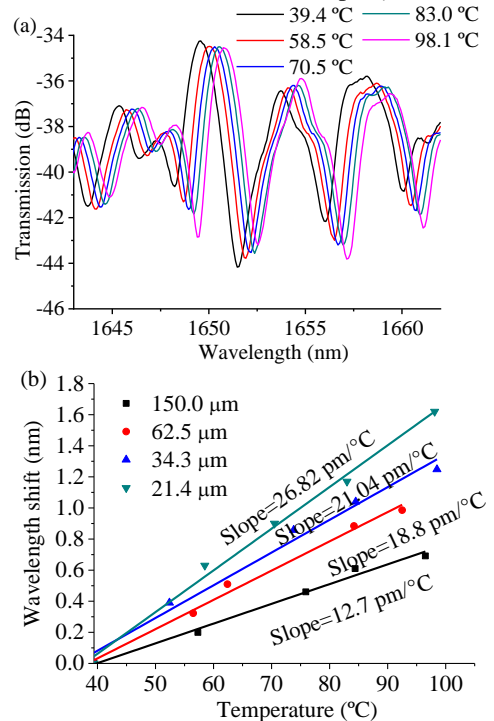 (a)
39.4 ºC
83.0 ºC
58.5 ºC
98.1 ºC
70.5 ºC
-34
-36
-38
-40
-42
-44
-46
Transmission (dB)
1645
1650
1655
1660
Wavelength (nm)
(b)
1.8
1.6
1.4
1.2
1.0
0.8
0.6
0.4
0.2
0.0
Wavelength shift (nm)
150.0 µm
62.5 µm
34.3 µm
21.4 µm
Slope=26.82 pm/°C
Slope=21.04 pm/°C
Slope=18.8 pm/°C
Slope=12.7 pm/°C
40
50
60
70
80
90
100
Temperature (ºC)